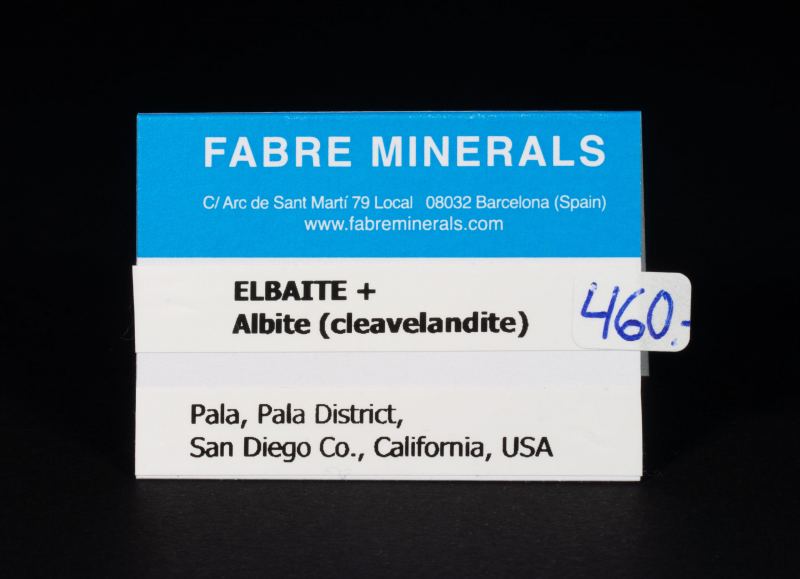 FABRE MINERALS
C/ Arc de Sant Martí 79 Local 08032 Barcelona (Spain)
www.fabreminerals.com
ELBAITE +
Albite (cleavelandite)
460.-
Pala, Pala District,
San Diego Co., California, USA